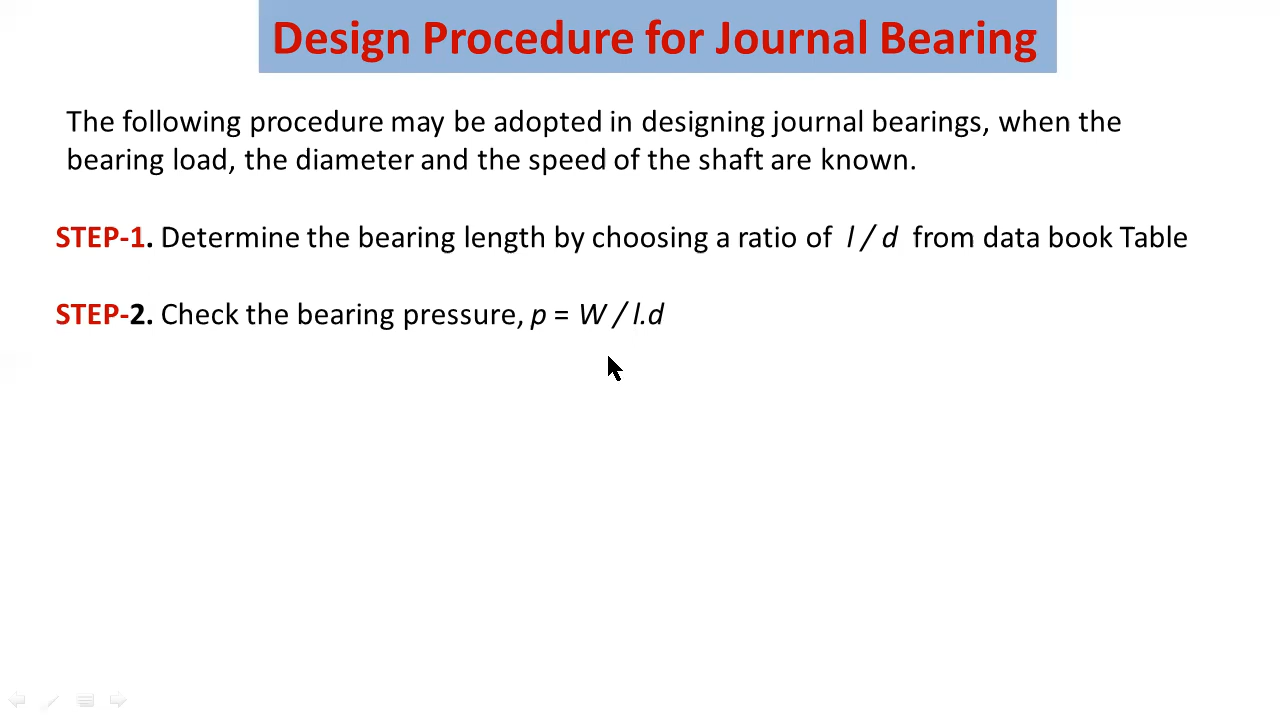 Design Procedure for Journal Bearing
The following procedure may be adopted in designing journal bearings, when the
bearing load, the diameter and the speed of the shaft are known.
STEP-1. Determine the bearing length by choosing a ratio of l / d from data book Table
STEP-2. Check the bearing pressure, p = W / l.d